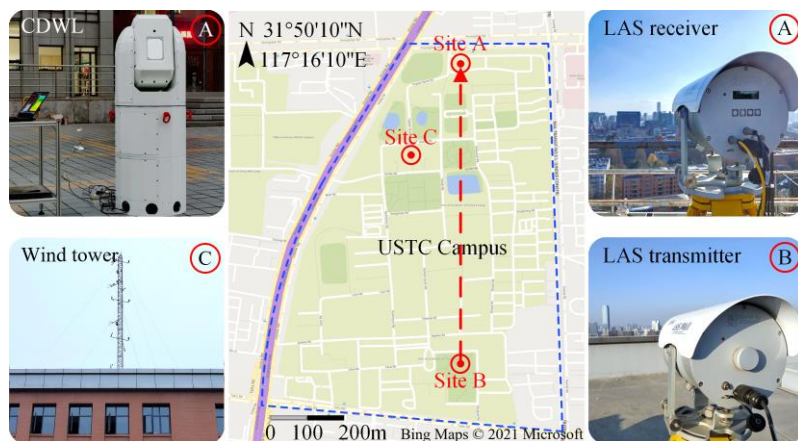 CDWL
A
Wind tower
C
N 31°50'10"N
117°16'10"E
Site A
Site C
USTC Campus
Site B
0 100 200m
Bing Maps © 2021 Microsoft
LAS receiver
A
LAS transmitter
B